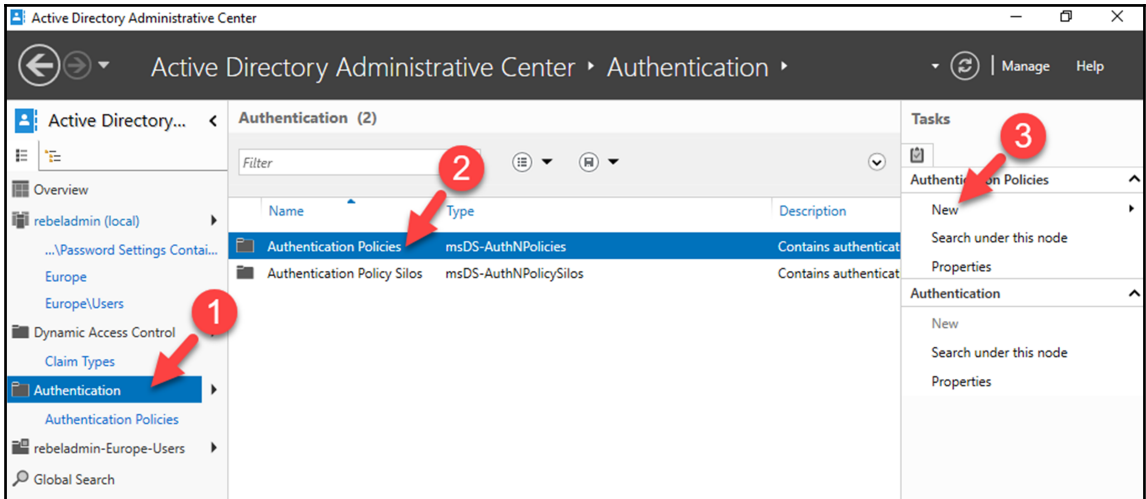 Active Directory Administrative Center
Active Directory Administrative Center • Authentication •
Manage
Help
Active Directory...
Overview
rebeladmin (local)
...\Password Settings Contai...
Europe
Europe\Users
1
Dynamic Access Control
Claim Types
Authentication
Authentication Policies
rebeladmin-Europe-Users
Global Search
Authentication (2)
Filter
2
Name Type Description
Authentication Policies msDS-AuthNPolicies Contains authenticat
Authentication Policy Silos msDS-AuthNPolicySilos Contains authenticat
Tasks
3
Authentication Policies
New
Search under this node
Properties
Authentication
New
Search under this node
Properties